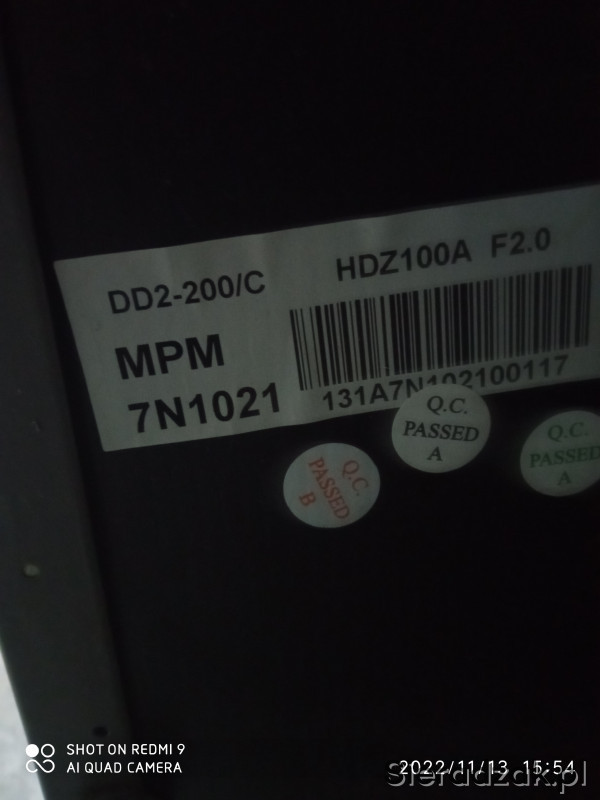 DD2-200/C
HDZ100A F2.0
MPM
7N1021
131A7N102100117
Q.C.
PASSED
A
Q.C.
PASSED
B
Q.C.
PASSED
A
SHOT ON REDMI 9
AI QUAD CAMERA
2022/11/13 15:54
Sieradzak.pl